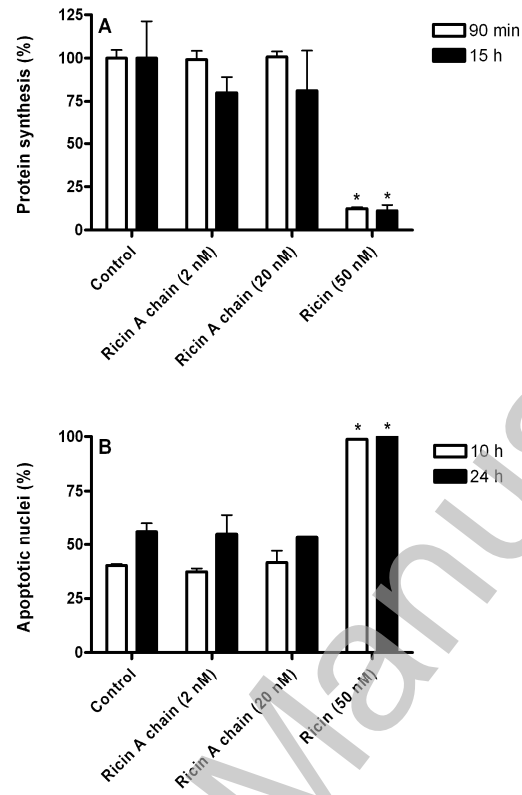 A
Protein synthesis (%)
125
100
75
50
25
0
90 min
15 h
* *
Control
Ricin A chain (2 nM)
Ricin A chain (20 nM)
Ricin (50 nM)
B
Apoptotic nuclei (%)
100
75
50
25
0
10 h
24 h
* *
Control
Ricin A chain (2 nM)
Ricin A chain (20 nM)
Ricin (50 nM)
Manus